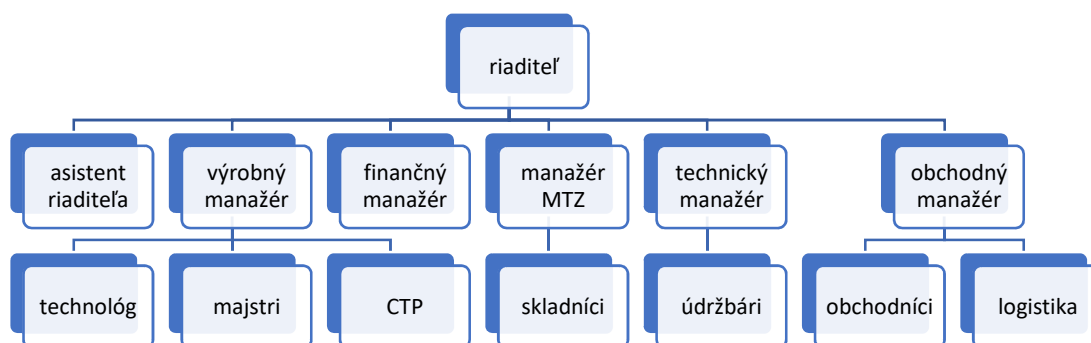 riaditeľ
asistent
riaditeľa
výrobný
manažér
finančný
manažér
manažér
MTZ
technický
manažér
obchodný
manažér
technológ
majstri
CTP
skladníci
údržbári
obchodníci
logistika